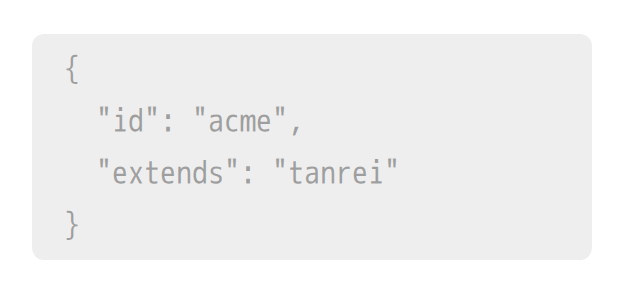 {
  "id": "acme",
  "extends": "tanrei"
}